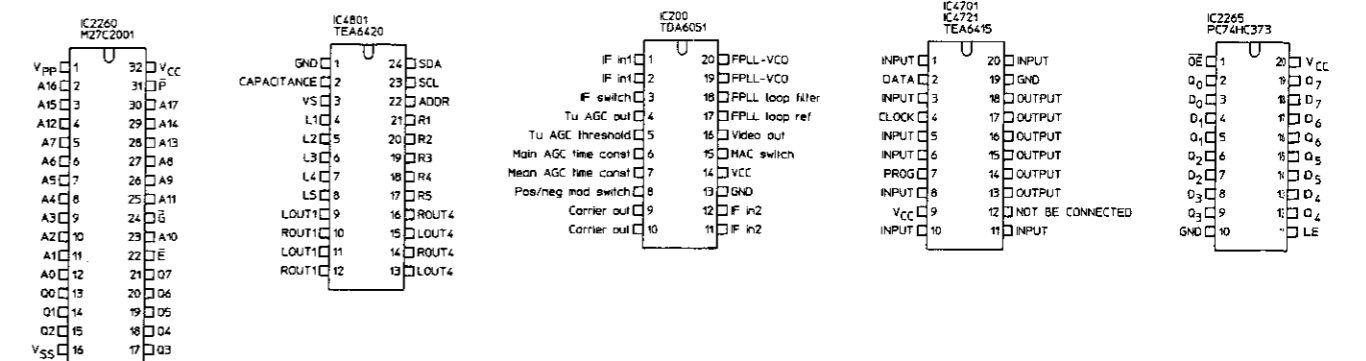 IC2260
M27C2001
VPP 1 32 VCC
A16 2 31 P̅
A15 3 30 A17
A12 4 29 A14
A7 5 28 A13
A6 6 27 A8
A5 7 26 A9
A4 8 25 A11
A3 9 24 G̅
A2 10 23 A10
A1 11 22 E̅
A0 12 21 Q7
Q0 13 20 Q6
Q1 14 19 Q5
Q2 15 18 Q4
VSS 16 17 Q3
IC4801
TEA6420
GND 1 24 SDA
CAPACITANCE 2 23 SCL
VS 3 22 ADDR
L1 4 21 R1
L2 5 20 R2
L3 6 19 R3
L4 7 18 R4
L5 8 17 R5
LOUT1 9 16 ROUT4
ROUT1 10 15 LOUT4
LOUT1 11 14 ROUT4
ROUT1 12 13 LOUT4
IC200
TDA6051
IF in1 1 20 FPLL-VCO
IF in1 2 19 FPLL-VCO
IF switch 3 18 FPLL loop filter
Tu AGC out 4 17 FPLL loop ref
Tu AGC threshold 5 16 Video out
Main AGC time const 6 15 MAC switch
Mean AGC time const 7 14 VCC
Pos/neg mod switch 8 13 GND
Carrier out 9 12 IF in2
Carrier out 10 11 IF in2
IC4701
IC4721
TEA6415
INPUT 1 20 INPUT
DATA 2 19 GND
INPUT 3 18 OUTPUT
CLOCK 4 17 OUTPUT
INPUT 5 16 OUTPUT
INPUT 6 15 OUTPUT
PROG 7 14 OUTPUT
INPUT 8 13 OUTPUT
VCC 9 12 NOT BE CONNECTED
INPUT 10 11 INPUT
IC2265
PC74HC373
O̅E̅ 1 20 VCC
Q0 2 Q7
D0 3 D7
D1 4 D6
Q1 5 Q6
Q2 6 Q5
D2 7 D5
D3 8 D4
Q3 9 Q4
GND 10 LE